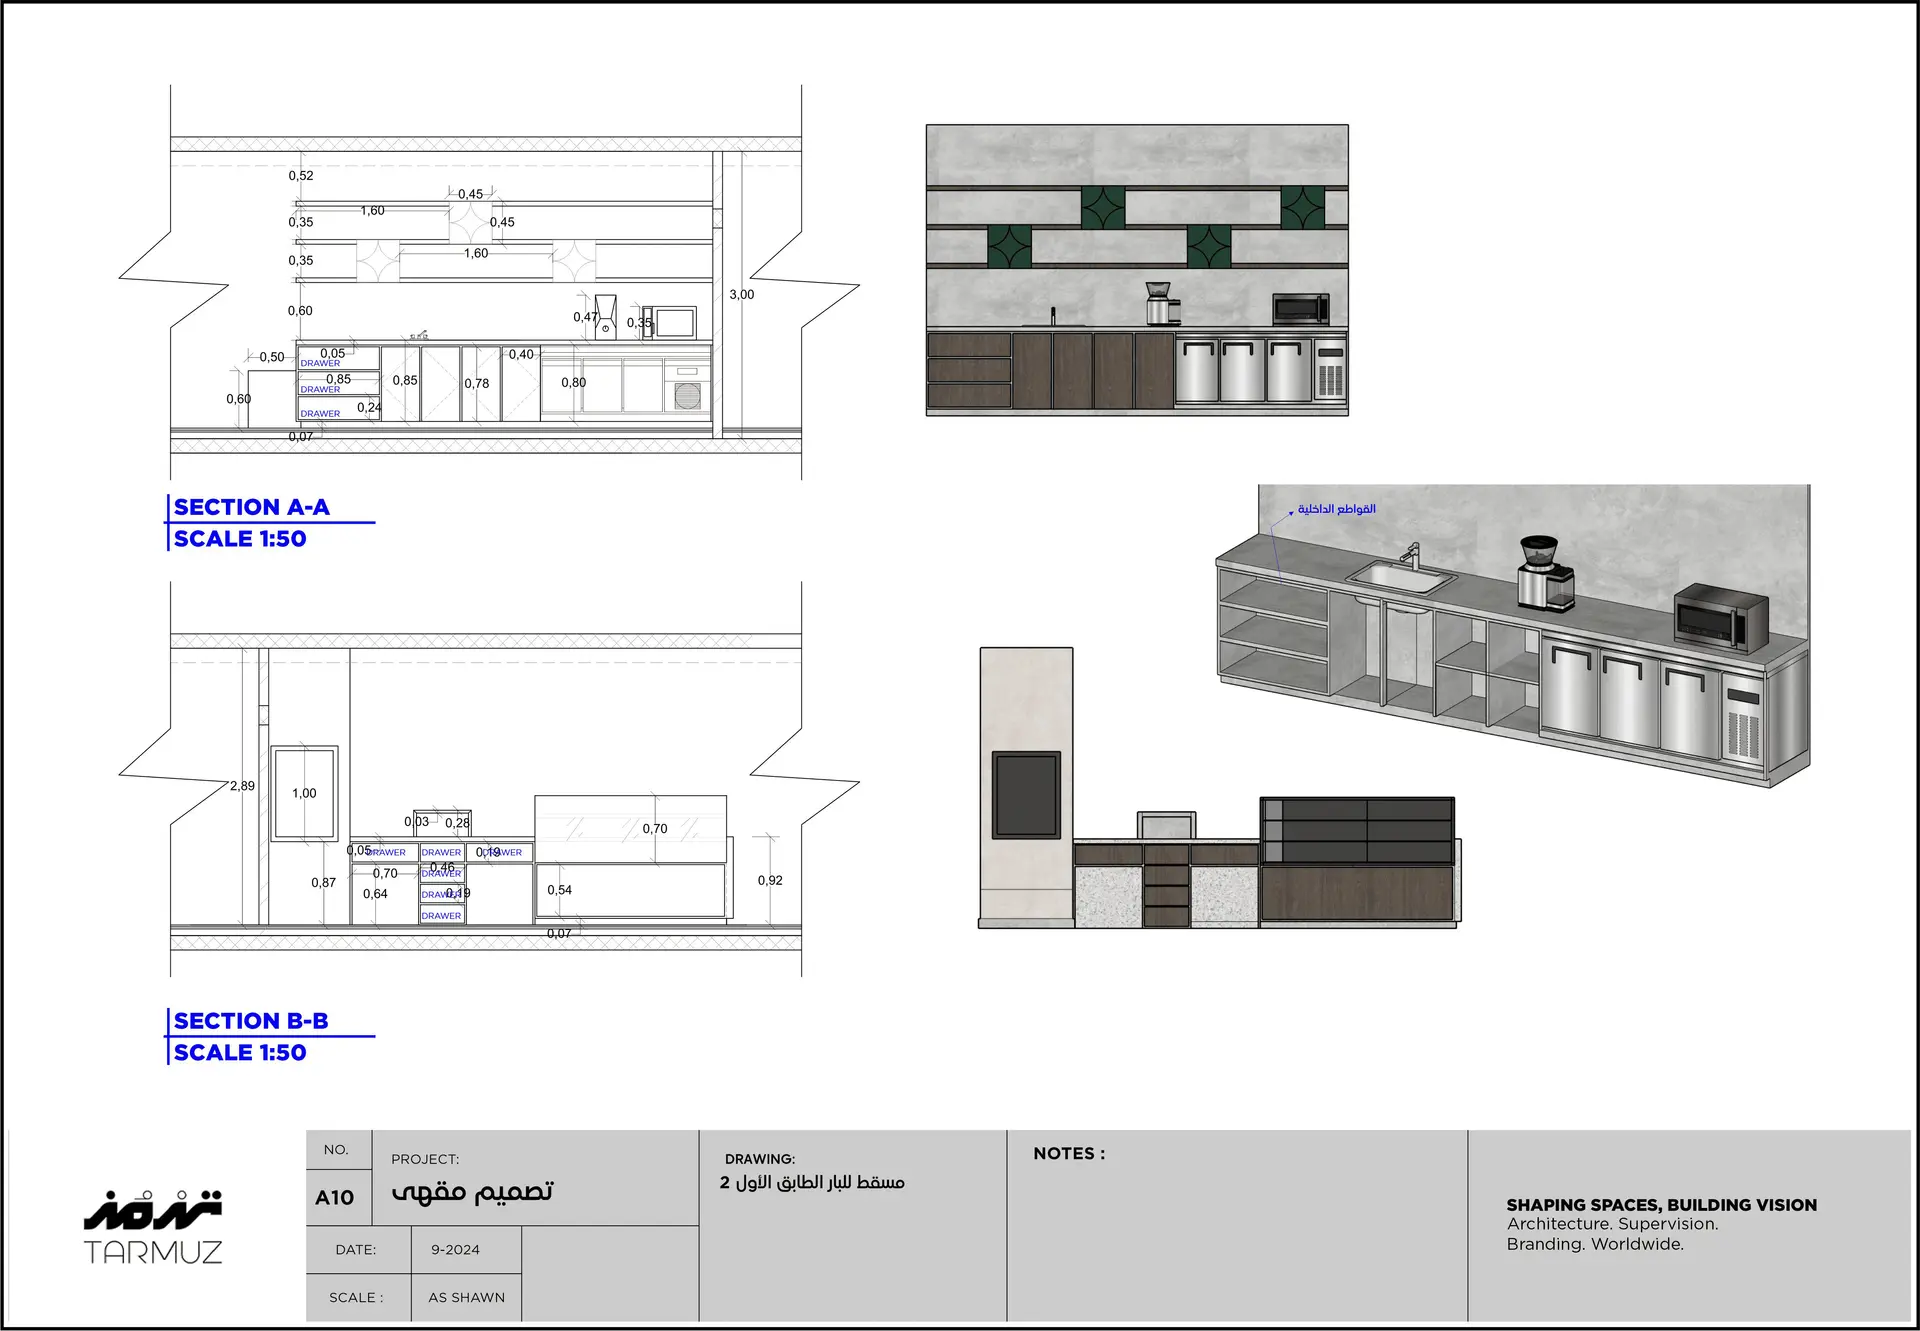 0,52
0,45
1,60
0,35
0,45
1,60
0,35
3,00
0,60
0,47
0,35
0,50
0,05
0,40
DRAWER
0,85
0,85
0,78
0,80
DRAWER
0,60
0,24
DRAWER
0,07
SECTION A-A
SCALE 1:50
القواطع الداخلية
2,89
1,00
0,03
0,28
0,70
0,05
DRAWER
DRAWER
0,19
DRAWER
0,46
0,70
DRAWER
0,87
0,64
DRAWER
0,19
0,54
0,92
DRAWER
0,07
SECTION B-B
SCALE 1:50
ترمز
TARMUZ
NO.
A10
PROJECT:
تصميم مقهى
DATE:
9-2024
SCALE :
AS SHAWN
DRAWING:
مسقط للبار الطابق الأول 2
NOTES :
SHAPING SPACES, BUILDING VISION
Architecture. Supervision.
Branding. Worldwide.